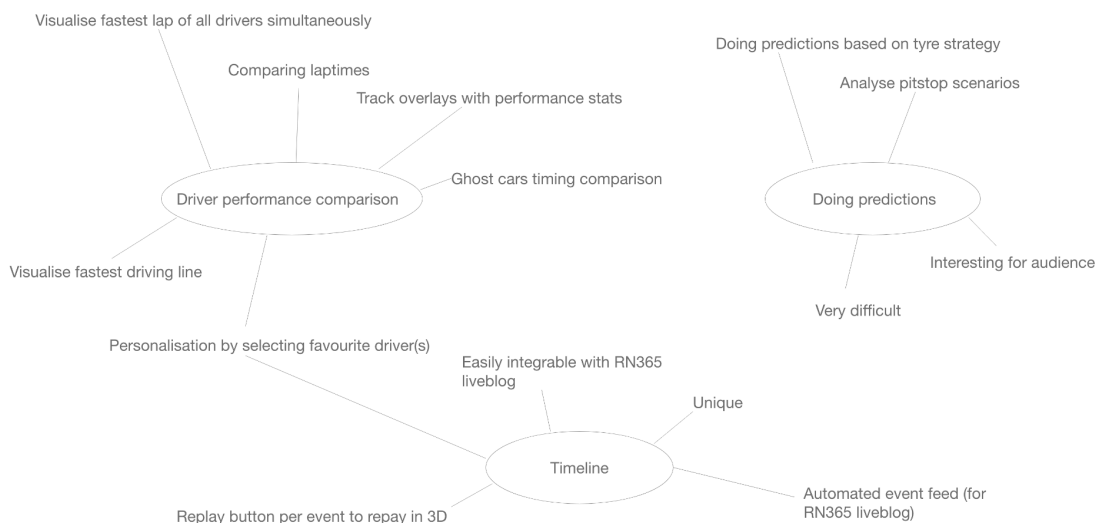 Visualise fastest lap of all drivers simultaneously
Comparing laptimes
Track overlays with performance stats
Ghost cars timing comparison
Driver performance comparison
Visualise fastest driving line
Personalisation by selecting favourite driver(s)
Doing predictions based on tyre strategy
Analyse pitstop scenarios
Doing predictions
Interesting for audience
Very difficult
Easily integrable with RN365
liveblog
Unique
Timeline
Automated event feed (for
RN365 liveblog)
Replay button per event to repay in 3D